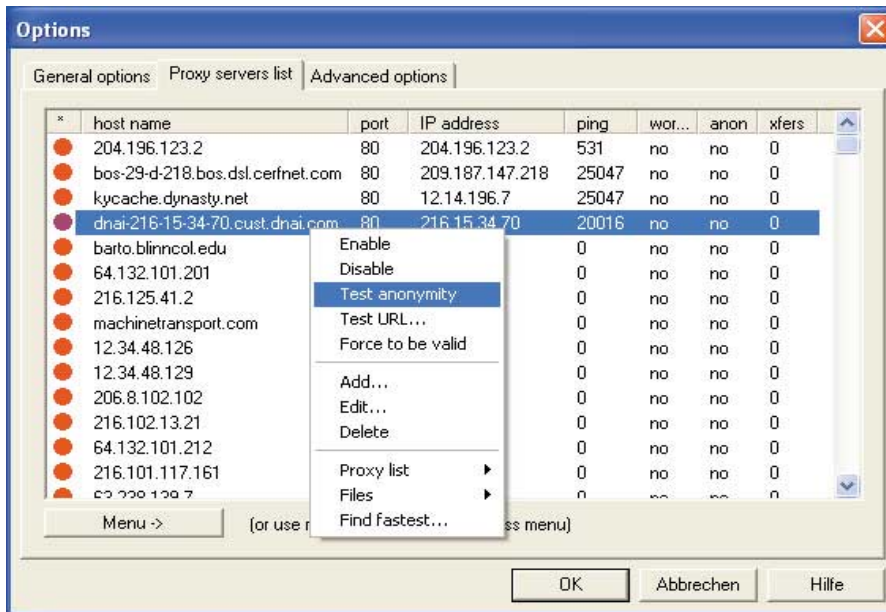 Options
General options Proxy servers list Advanced options
* host name port IP address ping wor... anon xfers
204.196.123.2 80 204.196.123.2 531 no no 0
bos-29-d-218.bos.dsl.cerfnet.com 80 209.187.147.218 25047 no no 0
kycache.dynasty.net 80 12.14.196.7 25047 no no 0
dnai-216-15-34-70.cust.dnai.com 80 216.15.34.70 20016 no no 0
barto.blinncol.edu 0 no no 0
64.132.101.201 0 no no 0
216.125.41.2 0 no no 0
machinetransport.com 0 no no 0
12.34.48.126 0 no no 0
12.34.48.129 0 no no 0
206.8.102.102 0 no no 0
216.102.13.21 0 no no 0
64.132.101.212 0 no no 0
216.101.117.161 0 no no 0
Enable
Disable
Test anonymity
Test URL...
Force to be valid
Add...
Edit...
Delete
Proxy list
Files
Find fastest...
Menu -> (or use menu)
OK Abbrechen Hilfe